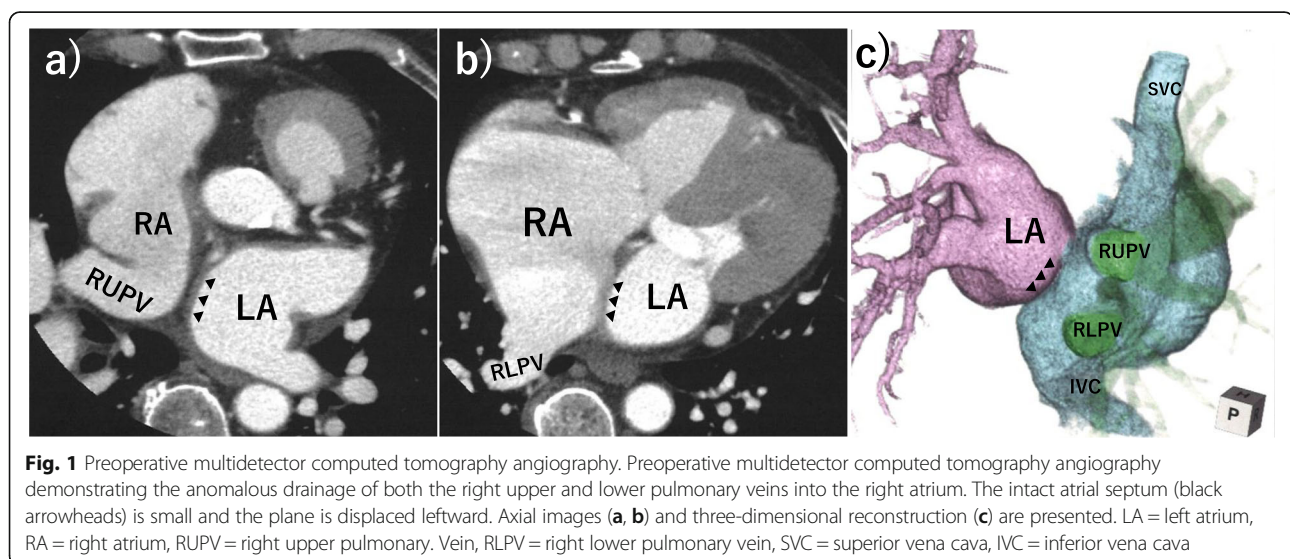 a)
RA
RUPV
LA
b)
RA
LA
RLPV
c)
SVC
LA
RUPV
RLPV
IVC
P
Fig. 1 Preoperative multidetector computed tomography angiography. Preoperative multidetector computed tomography angiography
demonstrating the anomalous drainage of both the right upper and lower pulmonary veins into the right atrium. The intact atrial septum (black
arrowheads) is small and the plane is displaced leftward. Axial images (a, b) and three-dimensional reconstruction (c) are presented. LA = left atrium,
RA = right atrium, RUPV = right upper pulmonary. Vein, RLPV = right lower pulmonary vein, SVC = superior vena cava, IVC = inferior vena cava